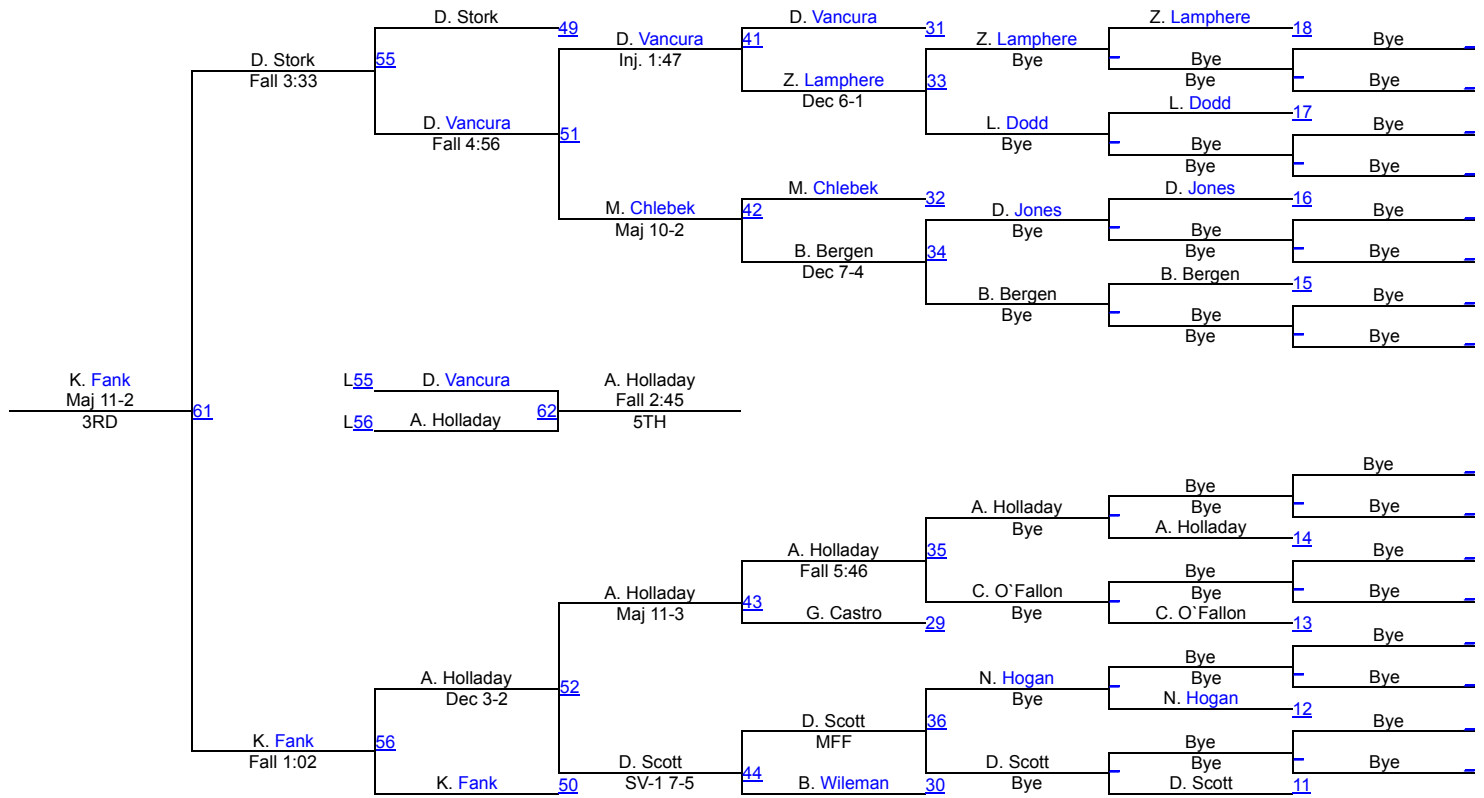 D. Stork
49
D. Vancura
31
Z. Lamphere
18
D. Vancura
Inj. 1:47
41
Z. Lamphere
Bye
Bye
D. Stork
Fall 3:33
55
Z. Lamphere
Dec 6-1
33
Bye
Bye
Bye
L. Dodd
17
D. Vancura
Fall 4:56
51
L. Dodd
Bye
Bye
Bye
Bye
Bye
M. Chlebek
32
D. Jones
16
M. Chlebek
Maj 10-2
42
D. Jones
Bye
Bye
B. Bergen
Dec 7-4
34
Bye
Bye
Bye
B. Bergen
15
B. Bergen
Bye
Bye
Bye
Bye
Bye
K. Fank
Maj 11-2
3RD
61
L55
D. Vancura
L56
A. Holladay
62
A. Holladay
Fall 2:45
5TH
Bye
Bye
Bye
Bye
A. Holladay
Bye
A. Holladay
14
A. Holladay
Fall 5:46
35
Bye
Bye
Bye
Bye
A. Holladay
Maj 11-3
43
C. O`Fallon
Bye
G. Castro
29
C. O`Fallon
13
Bye
Bye
Bye
Bye
A. Holladay
Dec 3-2
52
N. Hogan
Bye
N. Hogan
12
D. Scott
MFF
36
Bye
K. Fank
Fall 1:02
56
Bye
Bye
Bye
D. Scott
SV-1 7-5
44
D. Scott
Bye
K. Fank
50
B. Wileman
30
D. Scott
11